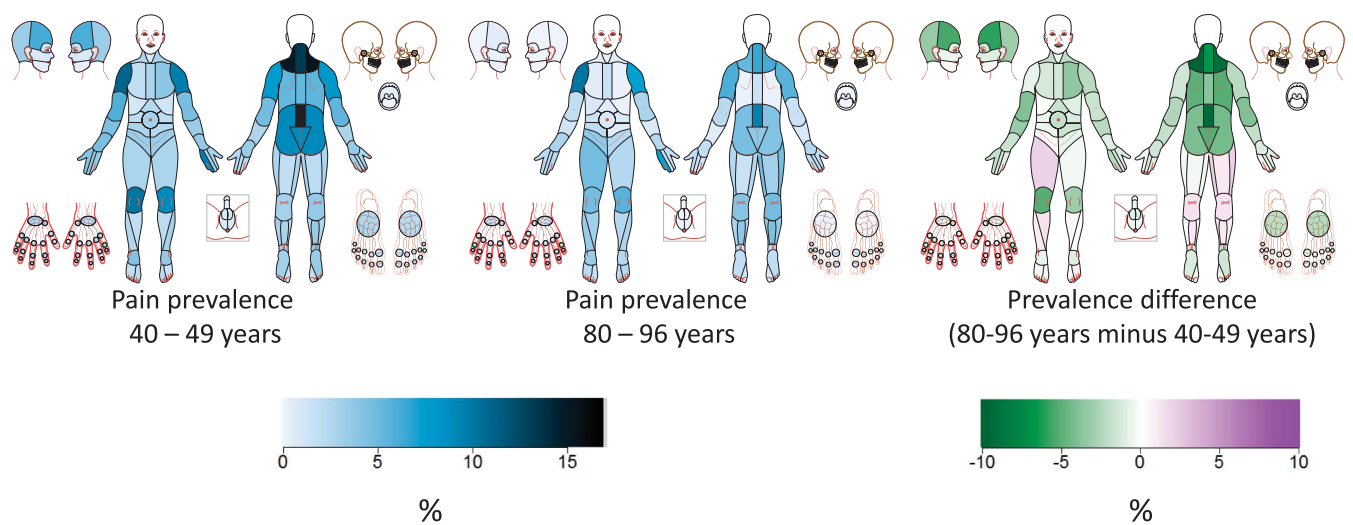 Pain prevalence
40 – 49 years
Pain prevalence
80 – 96 years
Prevalence difference
(80-96 years minus 40-49 years)
0 5 10 15
%
-10 -5 0 5 10
%